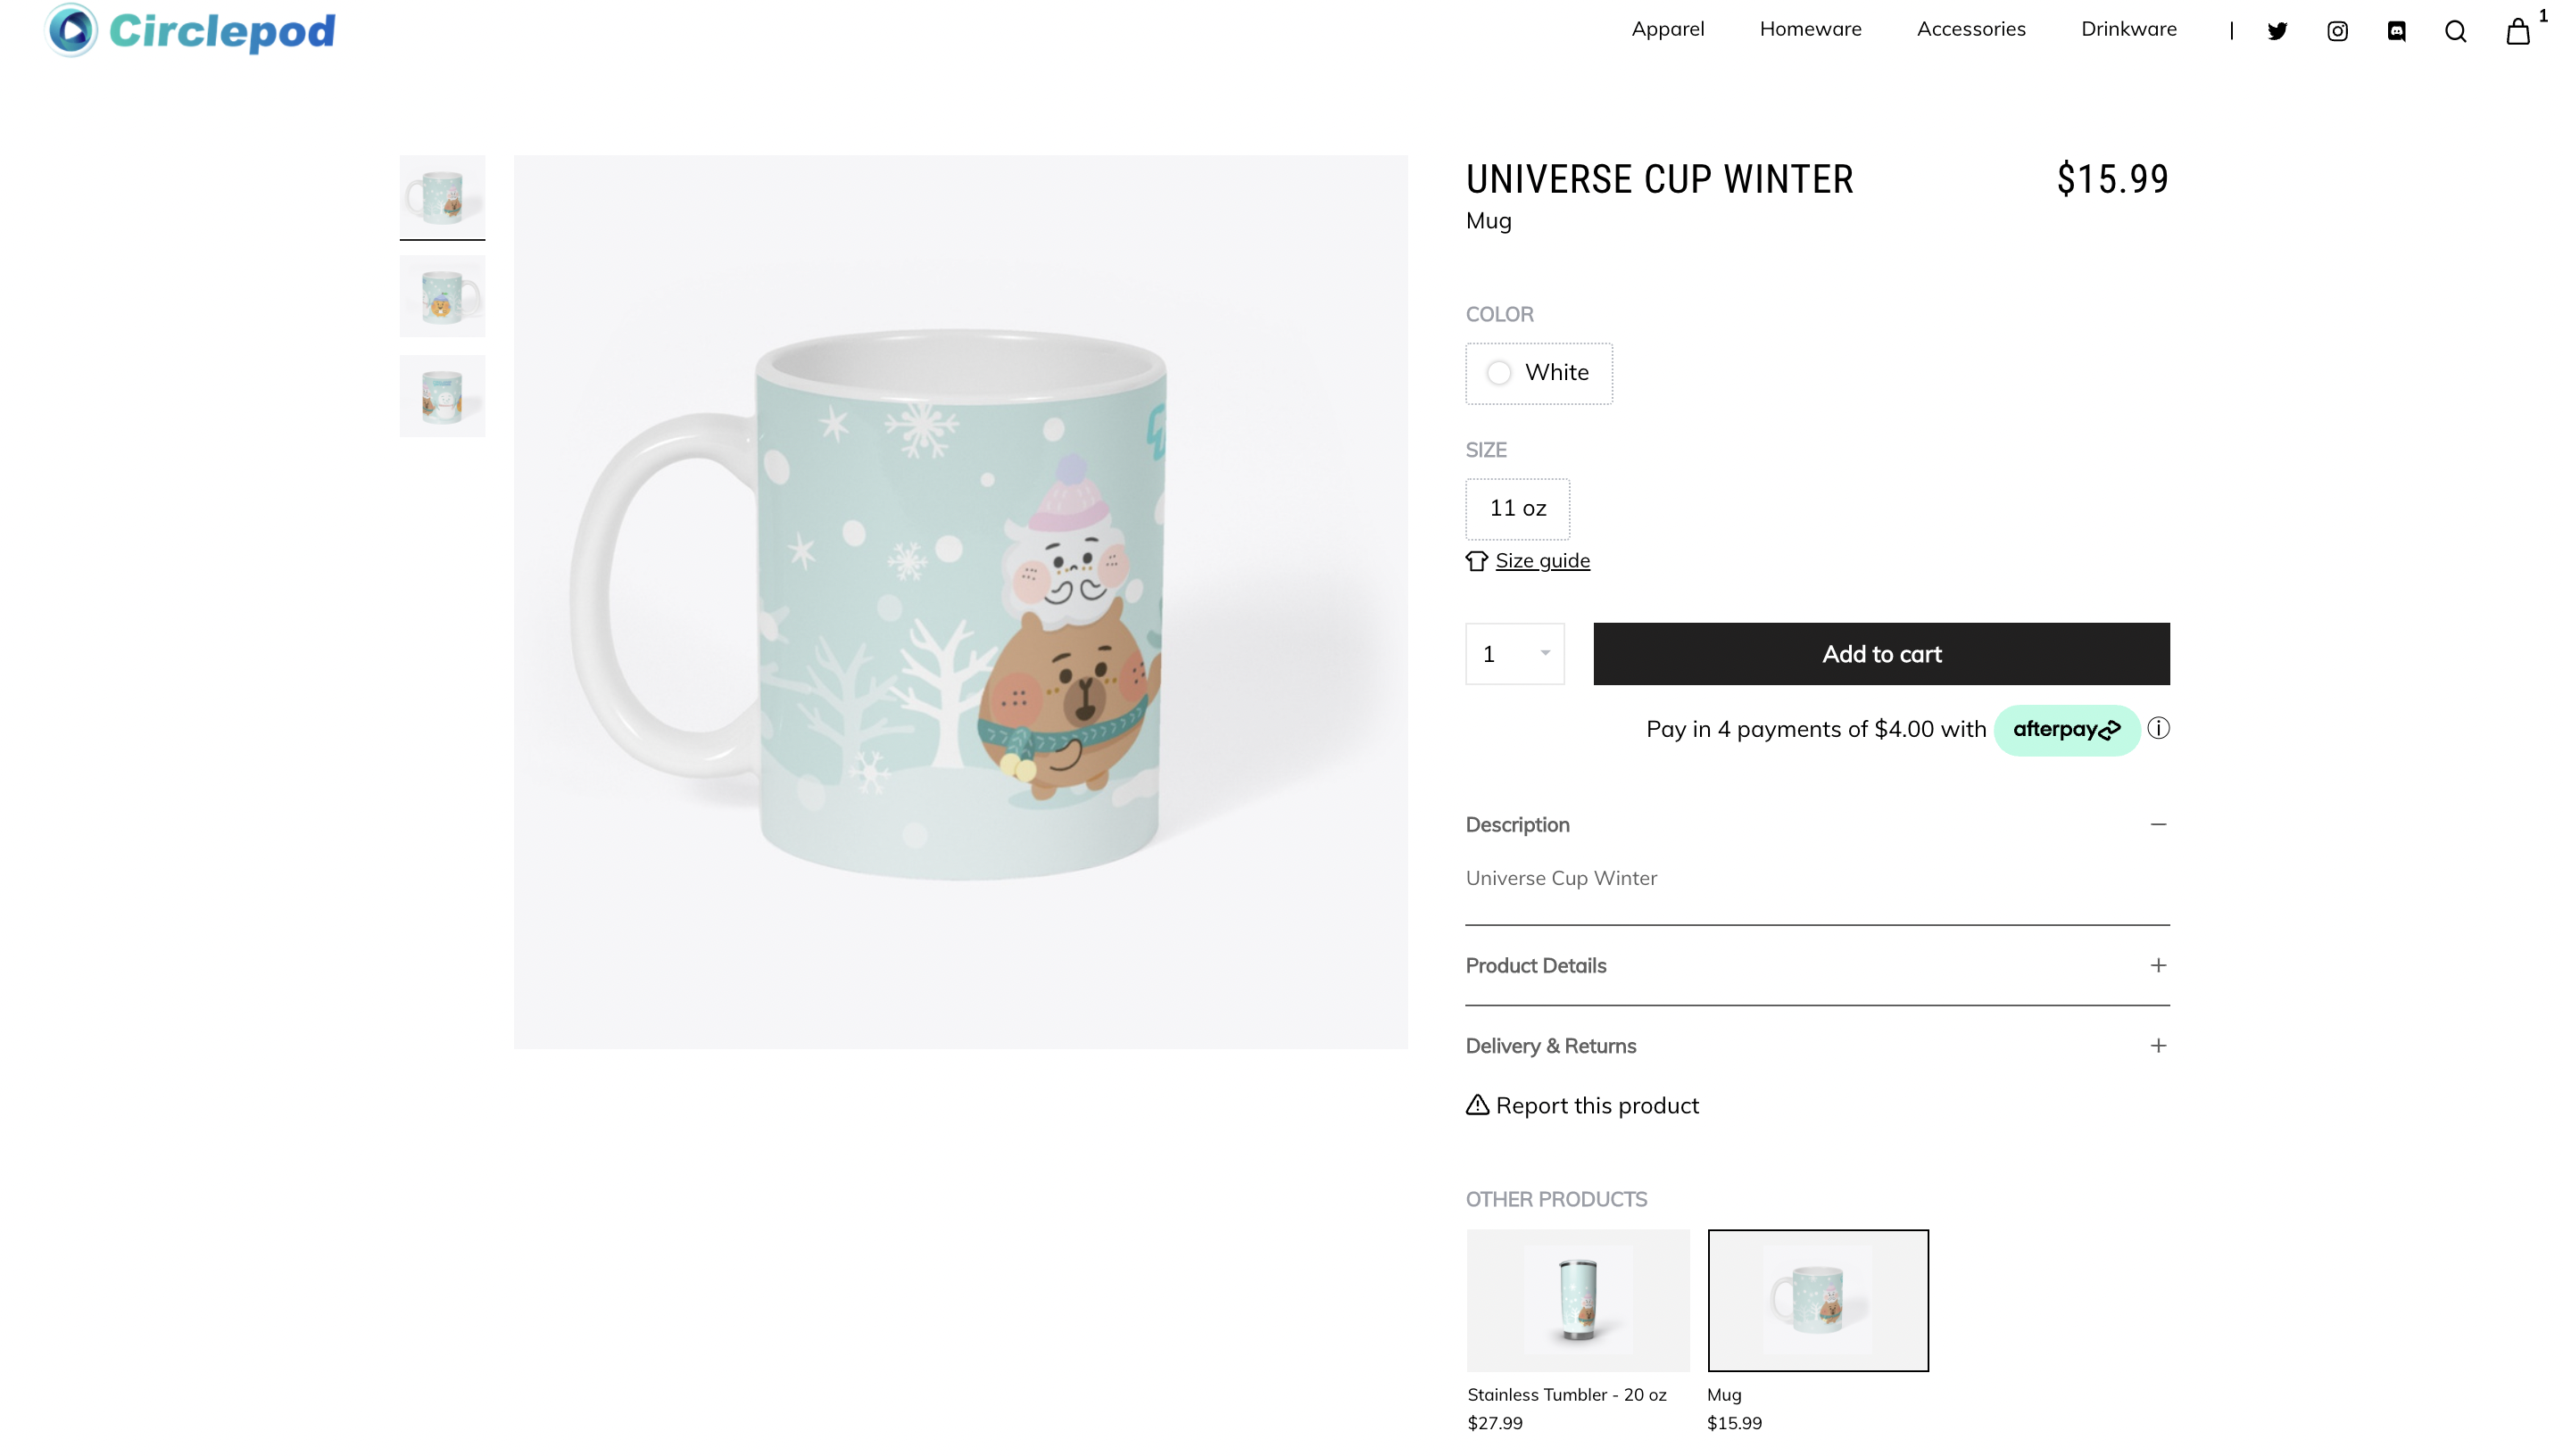 Circlepod
Apparel Homeware Accessories Drinkware 1
UNIVERSE CUP WINTER $15.99
Mug
COLOR
White
SIZE
11 oz
Size guide
1 Add to cart
Pay in 4 payments of $4.00 with afterpay
Description
Universe Cup Winter
Product Details
Delivery & Returns
Report this product
OTHER PRODUCTS
Stainless Tumbler - 20 oz Mug
$27.99 $15.99